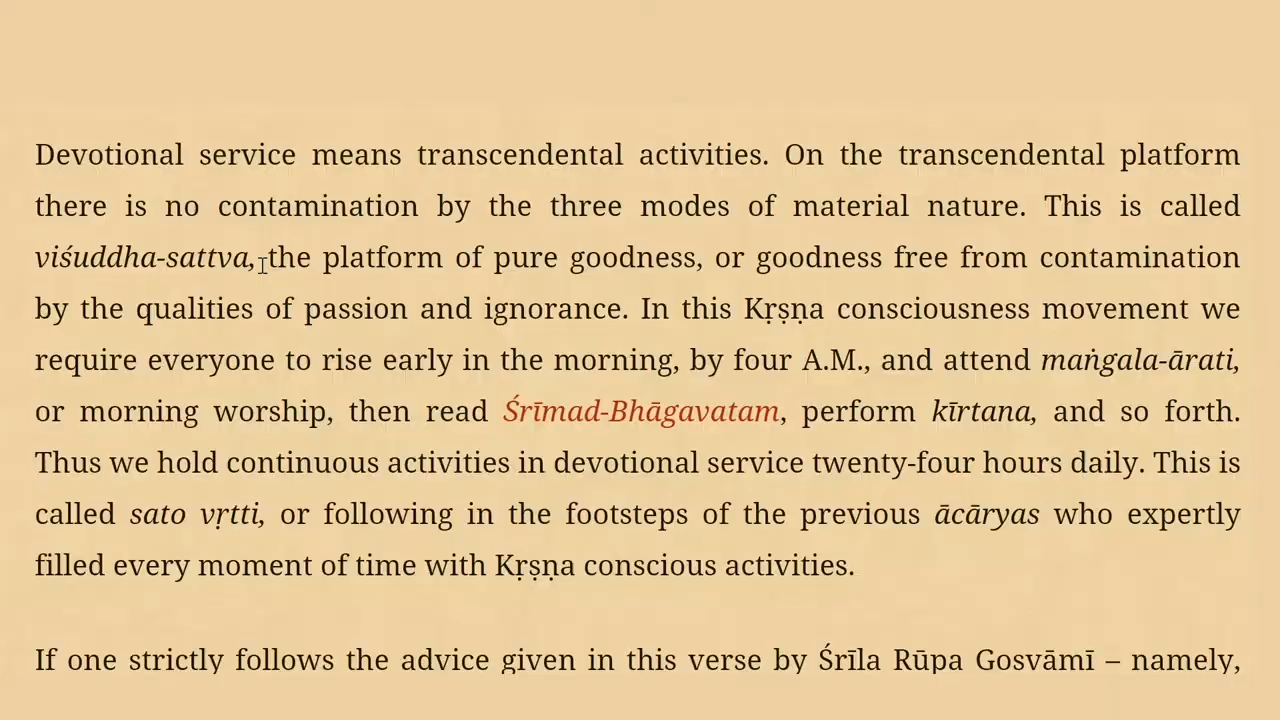 Devotional service means transcendental activities. On the transcendental platform
there is no contamination by the three modes of material nature. This is called
viśuddha-sattva, the platform of pure goodness, or goodness free from contamination
by the qualities of passion and ignorance. In this Kṛṣṇa consciousness movement we
require everyone to rise early in the morning, by four A.M., and attend maṅgala-ārati,
or morning worship, then read Śrīmad-Bhāgavatam, perform kīrtana, and so forth.
Thus we hold continuous activities in devotional service twenty-four hours daily. This is
called sato vṛtti, or following in the footsteps of the previous ācāryas who expertly
filled every moment of time with Kṛṣṇa conscious activities.
If one strictly follows the advice given in this verse by Śrīla Rūpa Gosvāmī – namely,